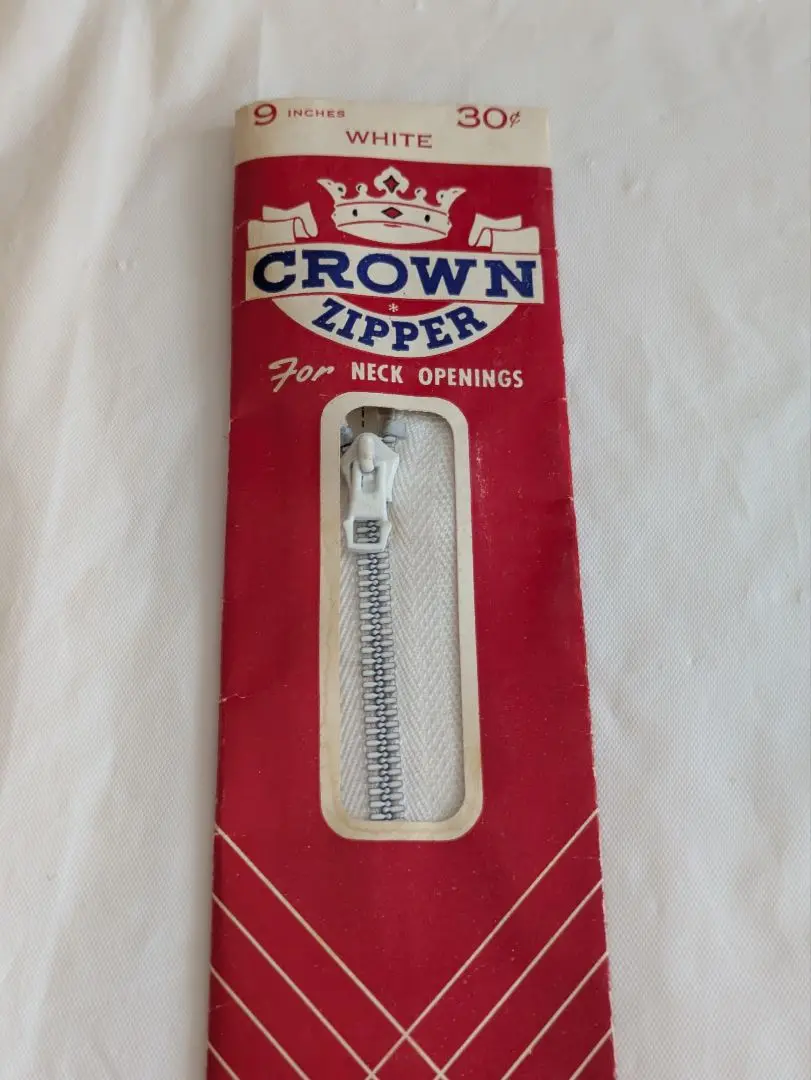 9 INCHES 30¢
WHITE
CROWN
*
ZIPPER
For NECK OPENINGS